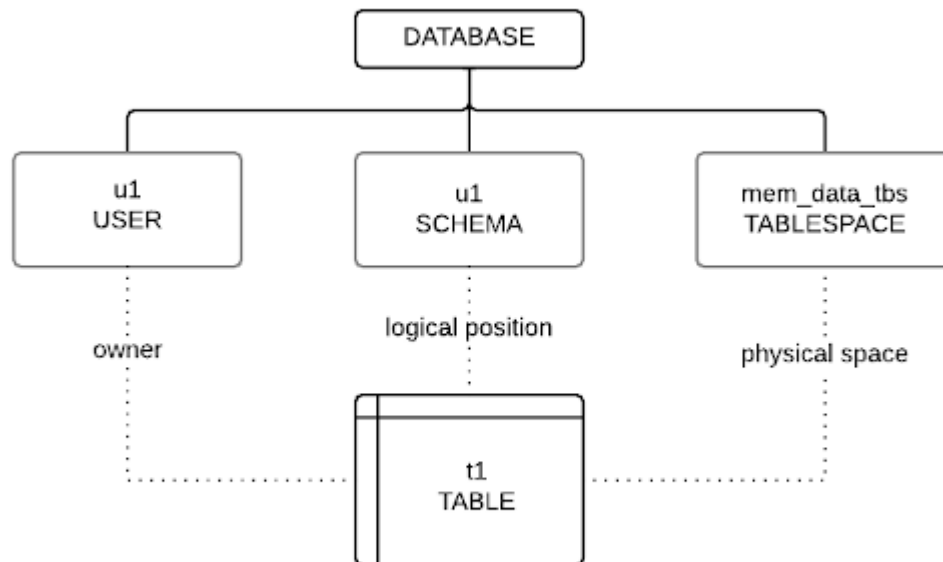 DATABASE
u1
USER
u1
SCHEMA
mem_data_tbs
TABLESPACE
owner
logical position
physical space
t1
TABLE